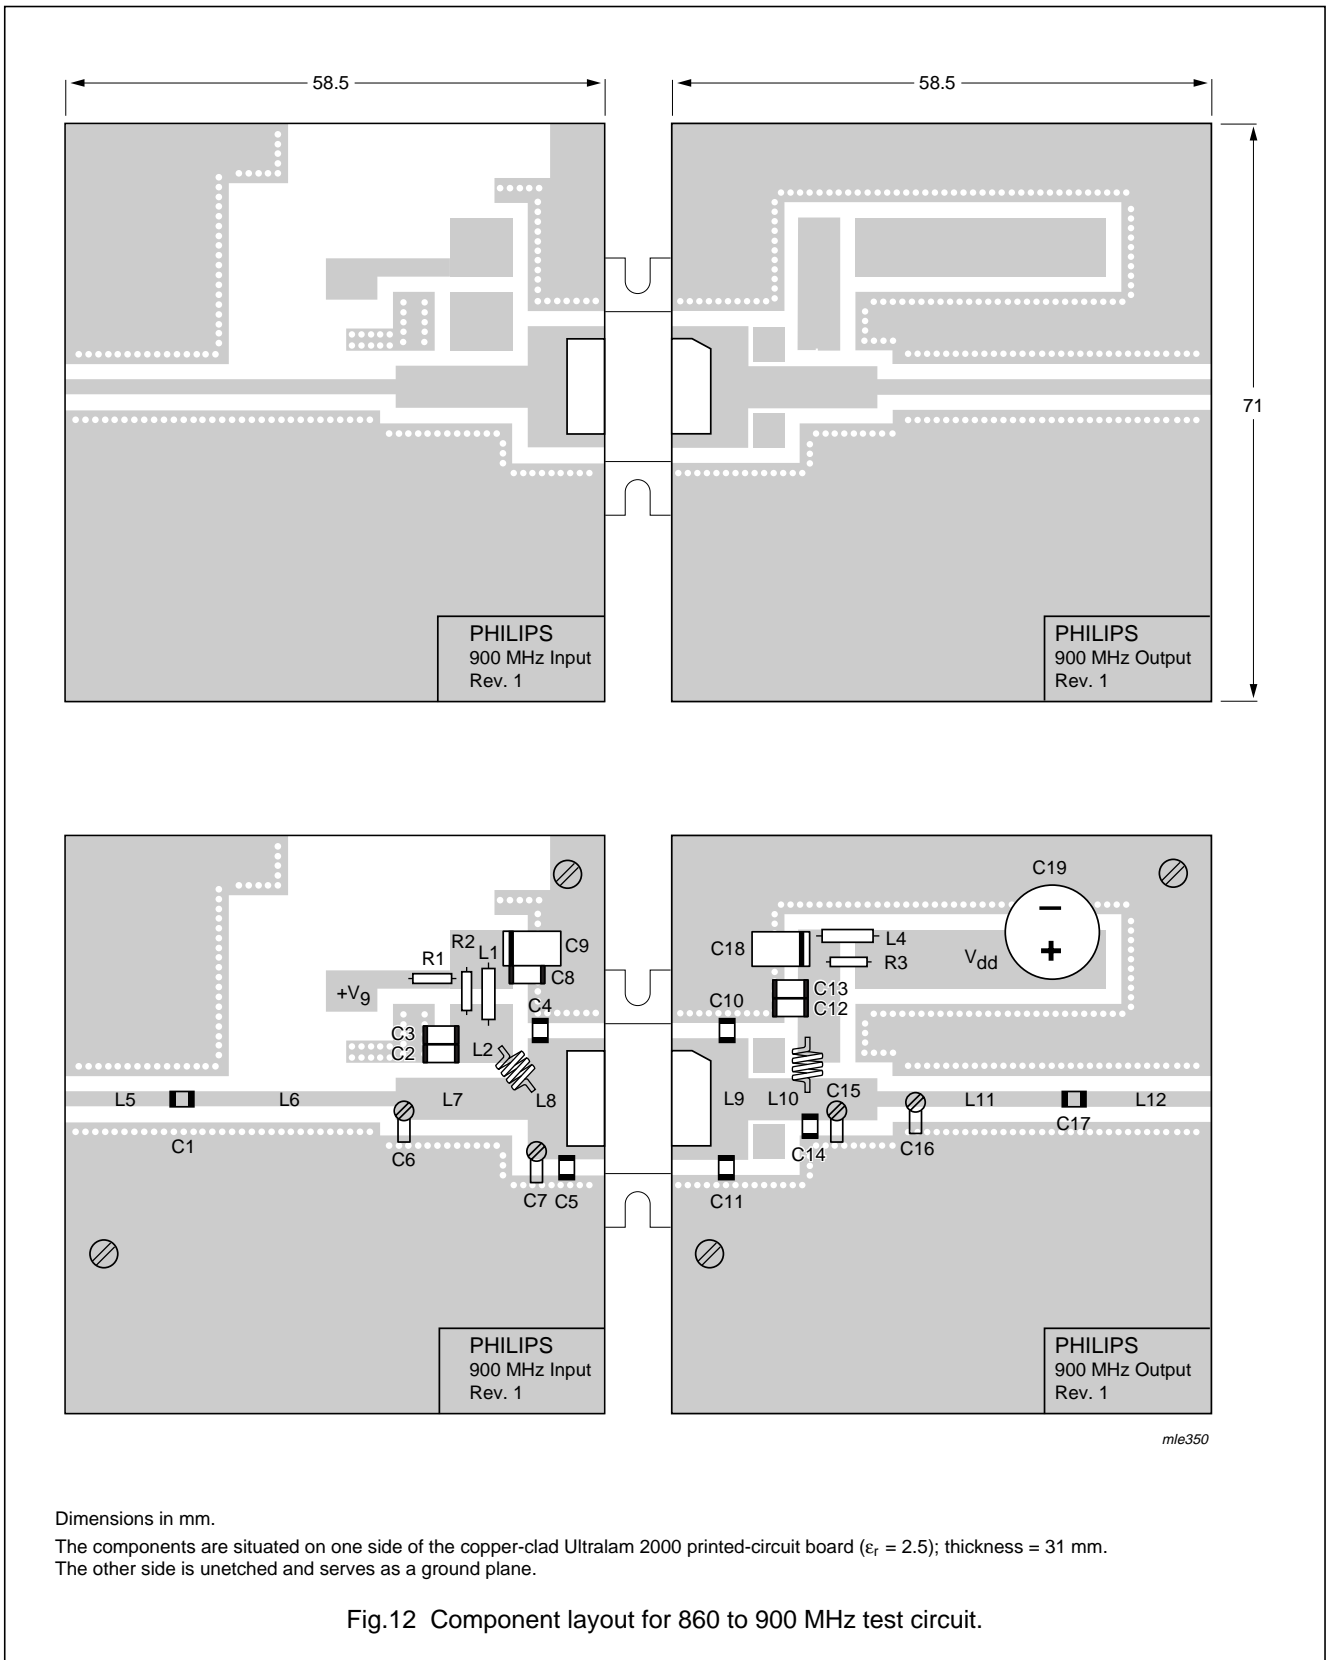 58.5
58.5
71
PHILIPS
900 MHz Input
Rev. 1
PHILIPS
900 MHz Output
Rev. 1
C19
R2
L1
C9
R1
C8
+V9
C4
C3
C2
L2
L5
L6
L7
L8
C1
C6
C7
C5
C18
L4
R3
Vdd
−
+
C13
C12
C10
L9
L10
C15
L11
L12
C14
C16
C17
C11
PHILIPS
900 MHz Input
Rev. 1
PHILIPS
900 MHz Output
Rev. 1
mle350
Dimensions in mm.
The components are situated on one side of the copper-clad Ultralam 2000 printed-circuit board (εr = 2.5); thickness = 31 mm.
The other side is unetched and serves as a ground plane.
Fig.12 Component layout for 860 to 900 MHz test circuit.